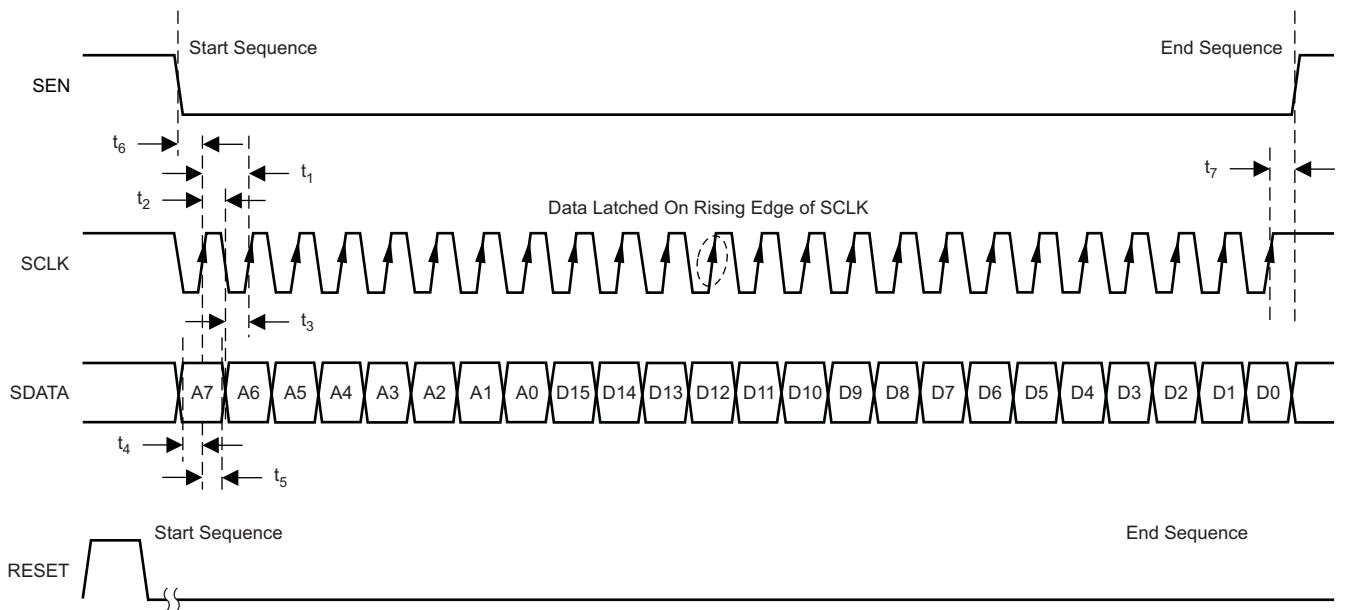 Start Sequence
End Sequence
SEN
t6
t1
t7
t2
Data Latched On Rising Edge of SCLK
SCLK
t3
SDATA A7 A6 A5 A4 A3 A2 A1 A0 D15 D14 D13 D12 D11 D10 D9 D8 D7 D6 D5 D4 D3 D2 D1 D0
t4
t5
Start Sequence
End Sequence
RESET